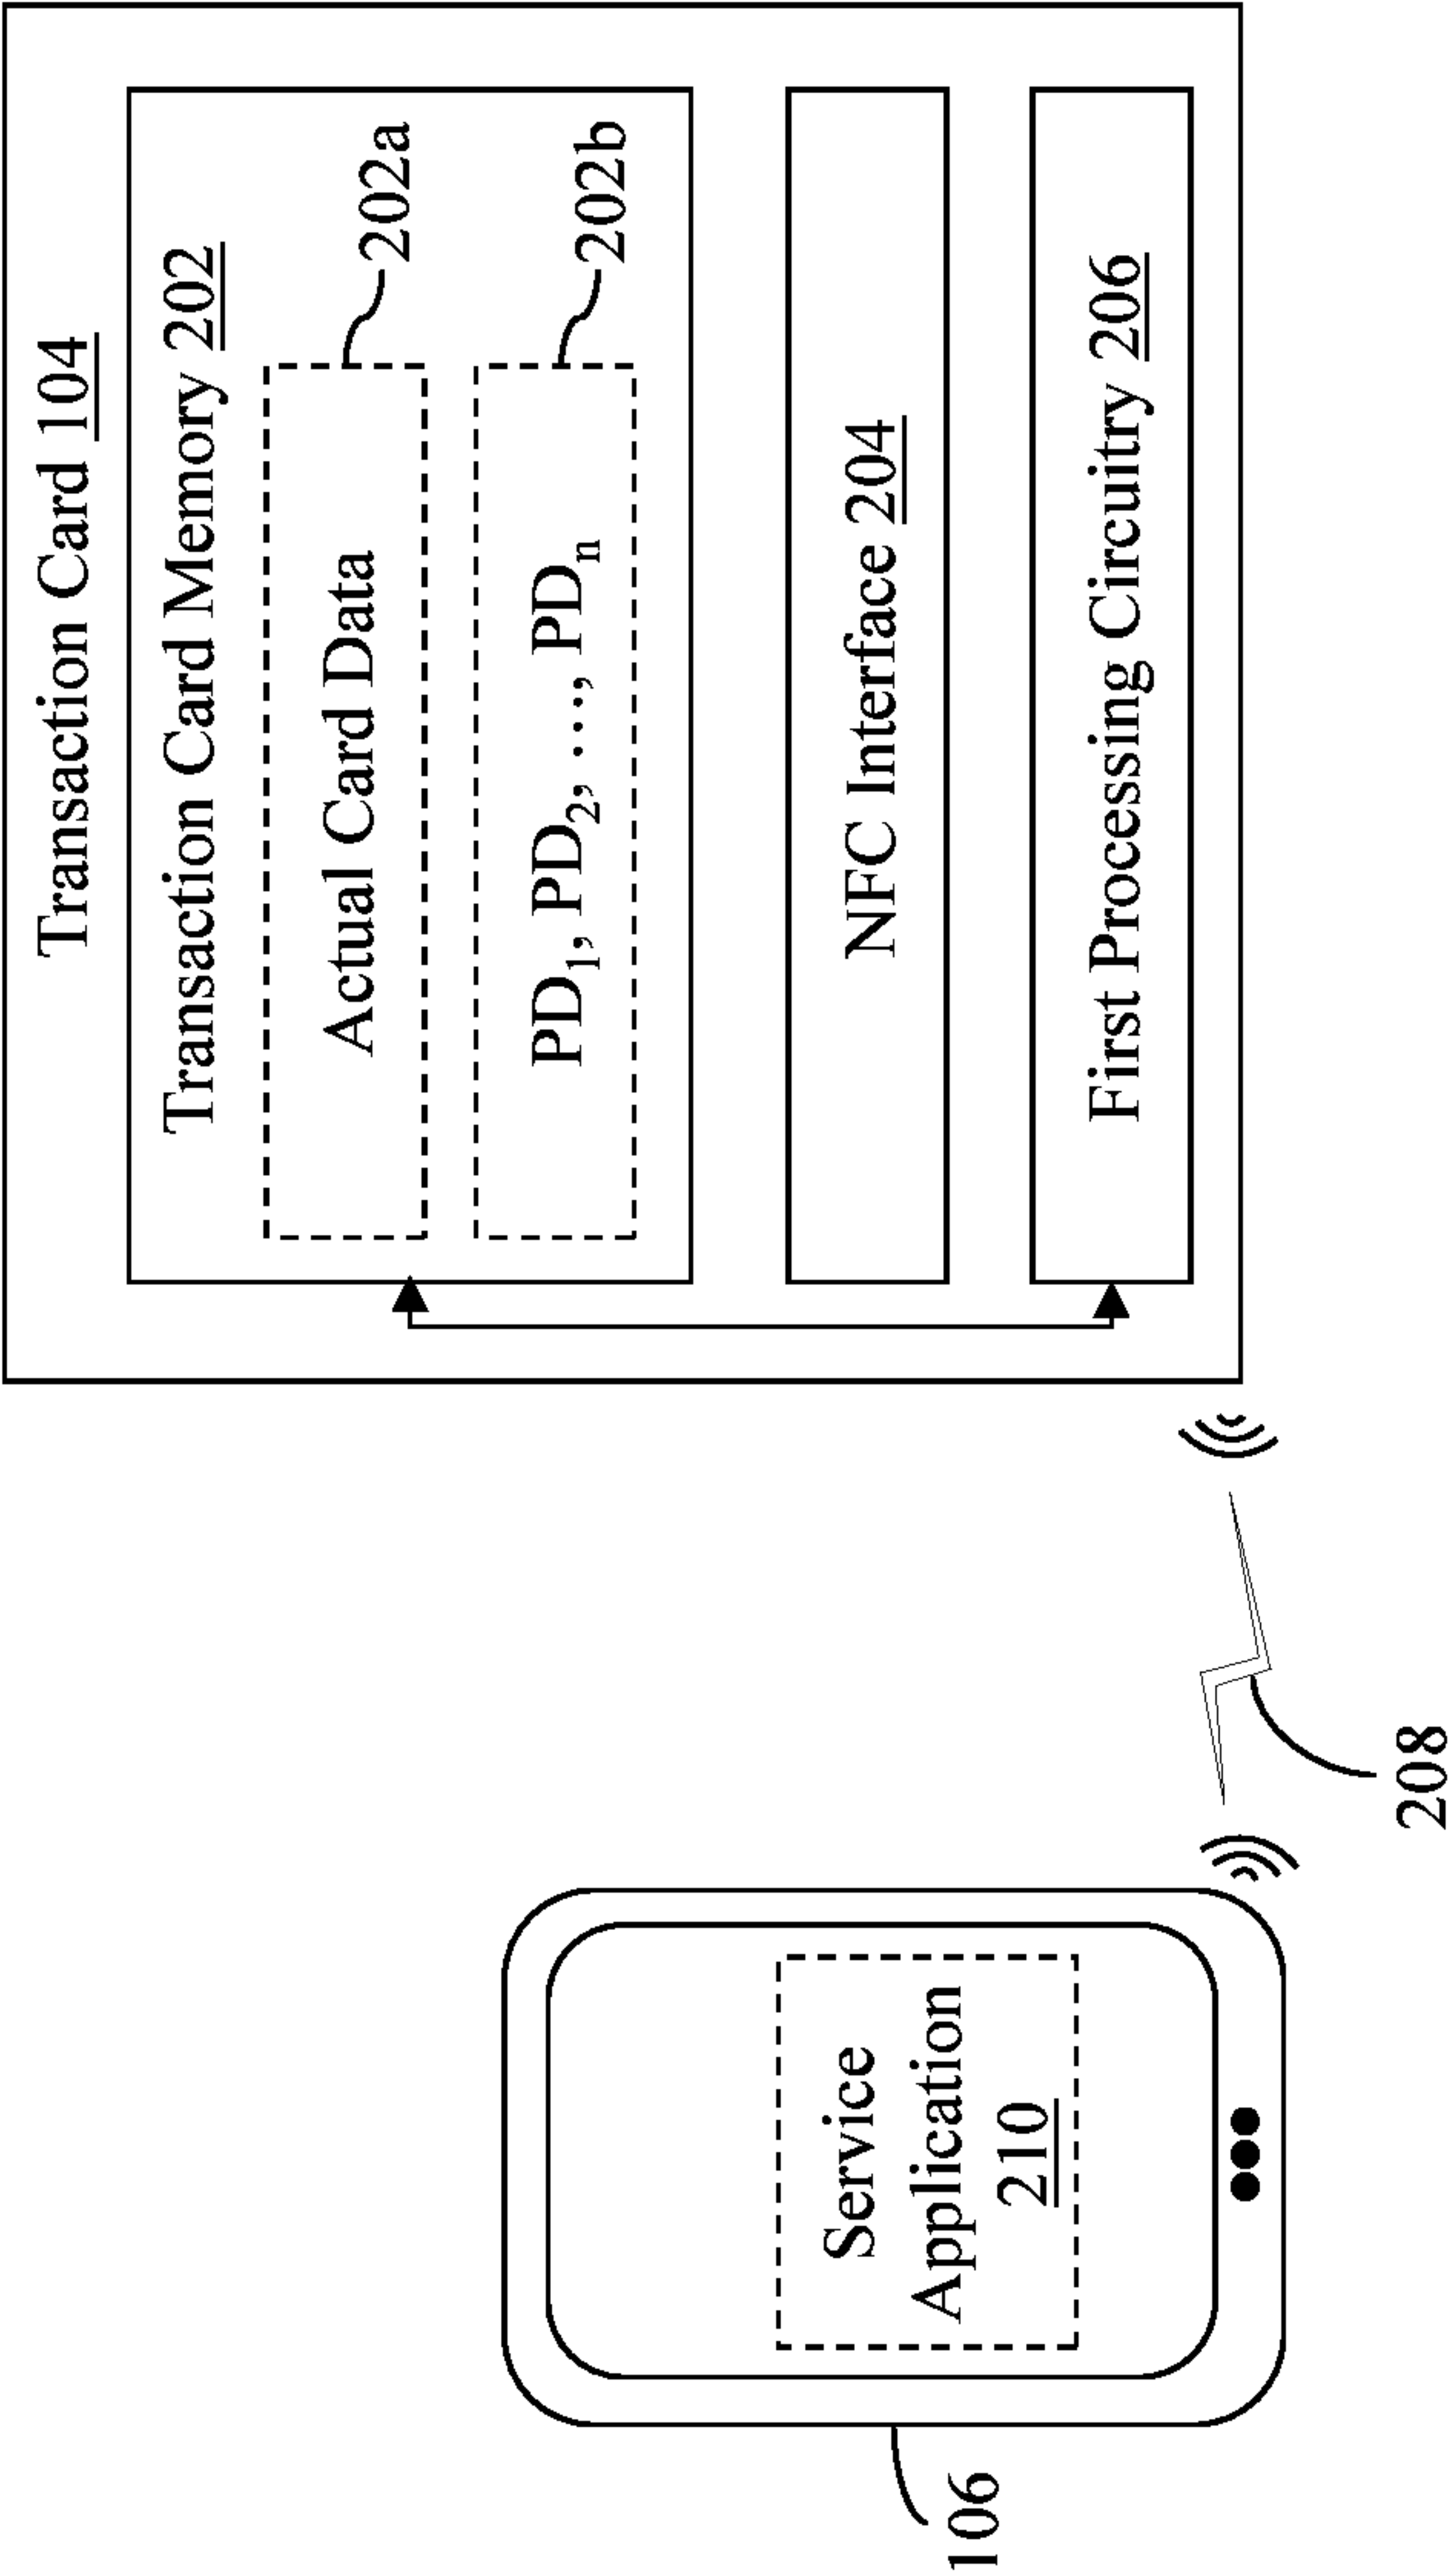 Transaction Card 104
Transaction Card Memory 202
Actual Card Data
202a
PD1, PD2, ..., PDn
202b
NFC Interface 204
First Processing Circuitry 206
Service
Application
210
106
208